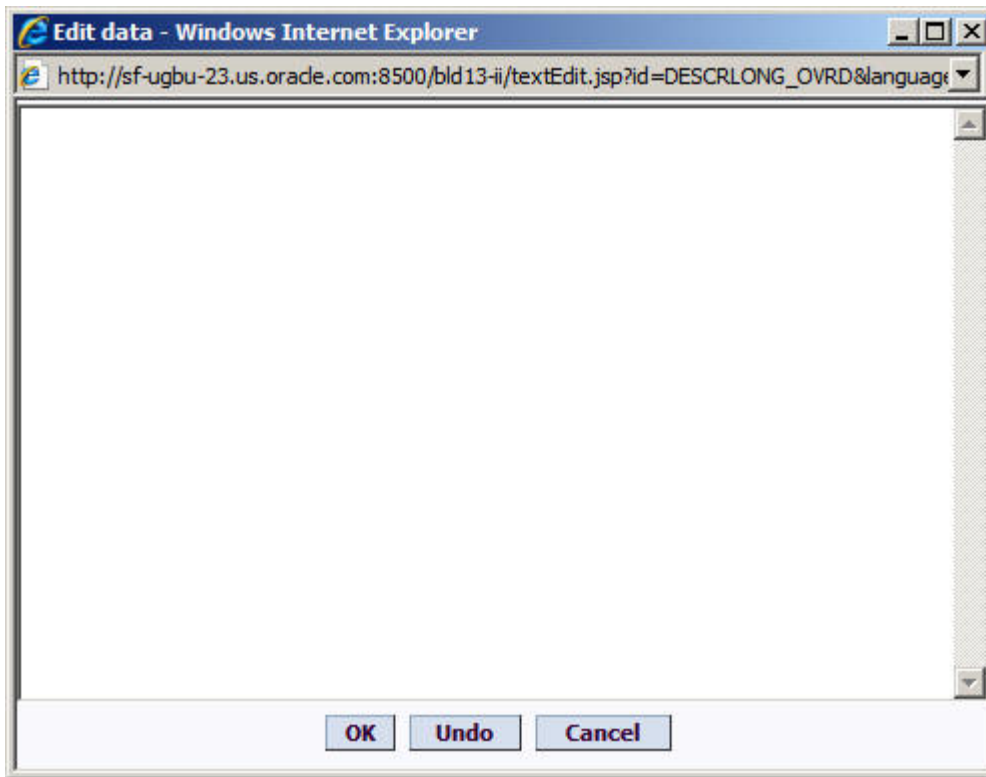 Edit data - Windows Internet Explorer
http://sf-ugbu-23.us.oracle.com:8500/bld13-ii/textEdit.jsp?id=DESCRLONG_OVRD&language
OK Undo Cancel